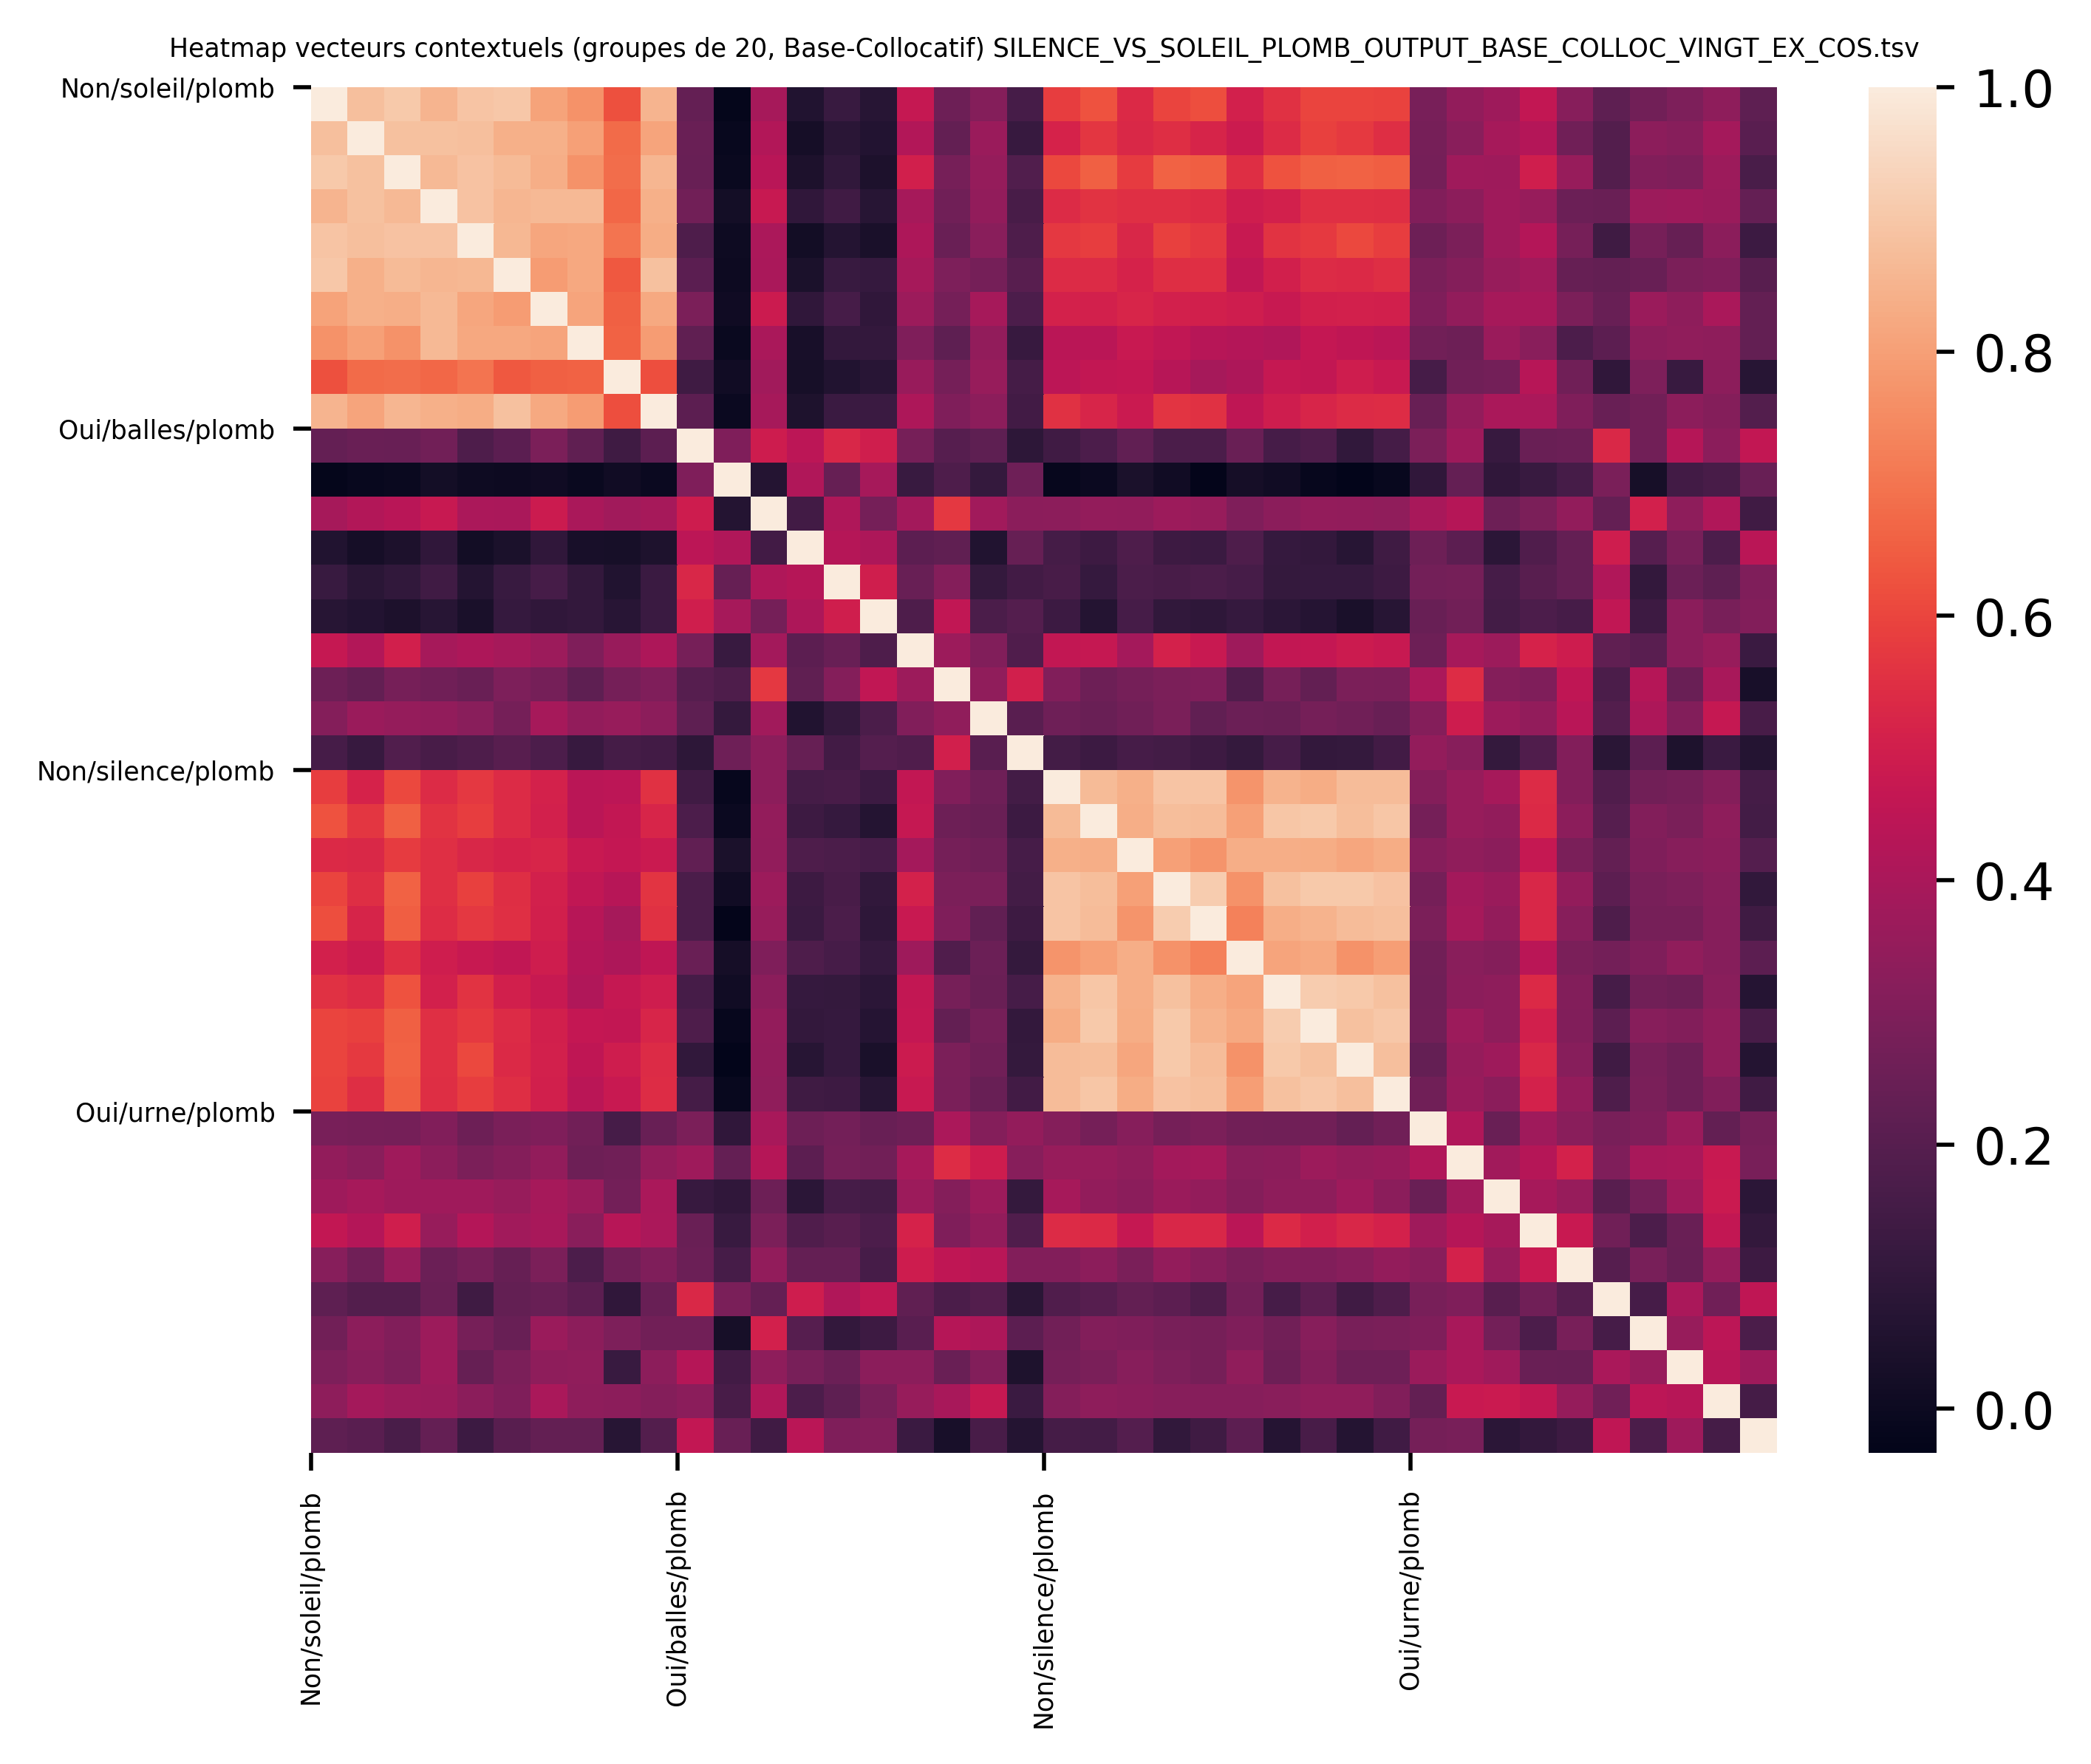 Heatmap vecteurs contextuels (groupes de 20, Base-Collocatif) SILENCE_VS_SOLEIL_PLOMB_OUTPUT_BASE_COLLOC_VINGT_EX_COS.tsv
Non/soleil/plomb
Oui/balles/plomb
Non/silence/plomb
Oui/urne/plomb
1.0
0.8
0.6
0.4
0.2
0.0
Non/soleil/plomb
Oui/balles/plomb
Non/silence/plomb
Oui/urne/plomb